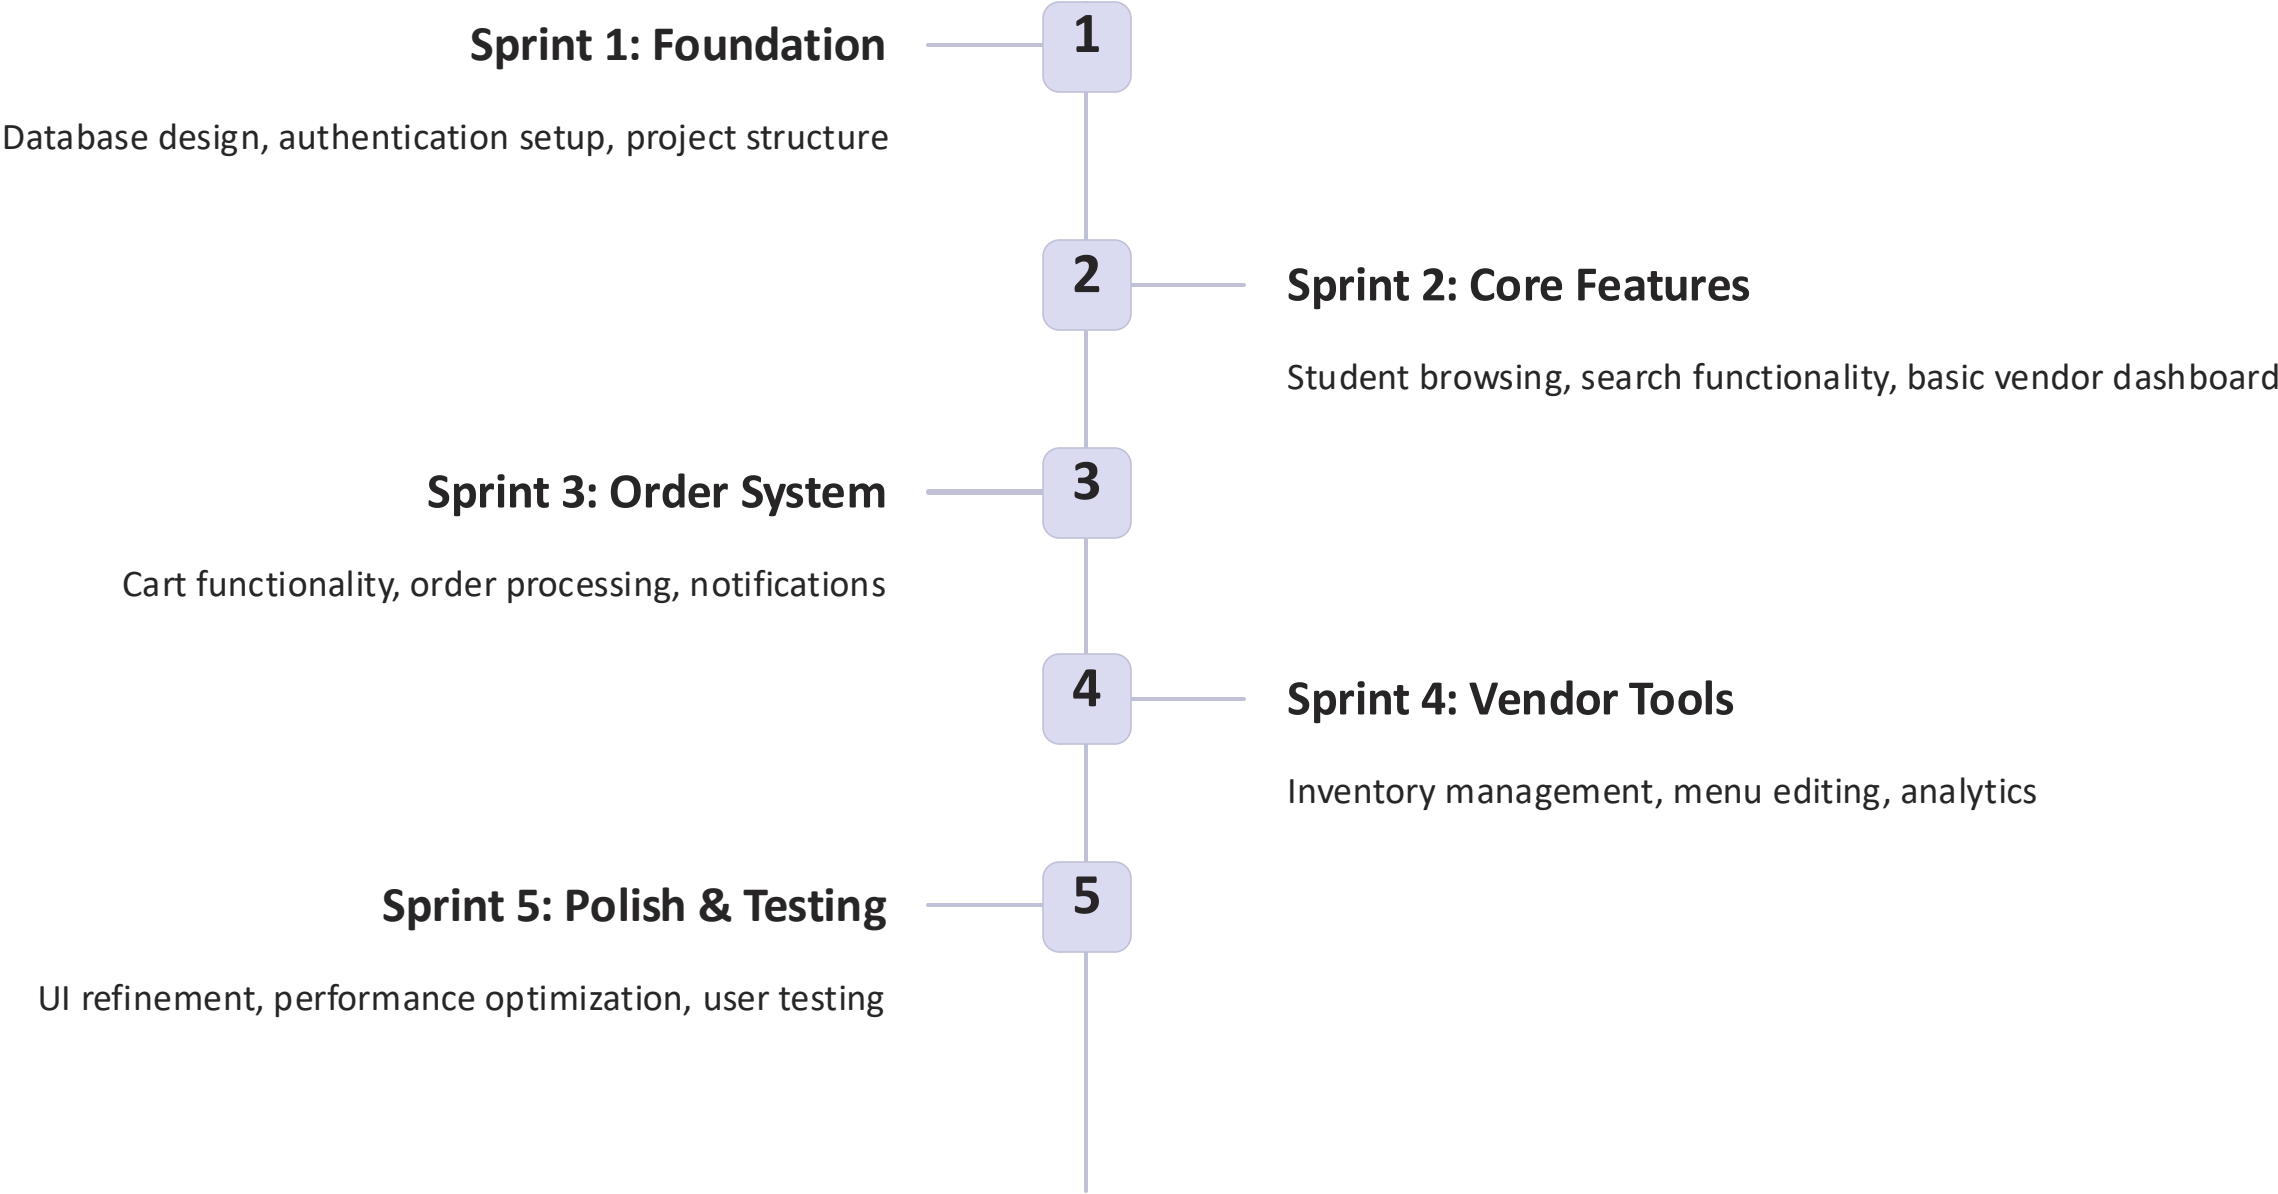 1
Sprint 1: Foundation
Database design, authentication setup, project structure
2
Sprint 2: Core Features
Student browsing, search functionality, basic vendor dashboard
3
Sprint 3: Order System
Cart functionality, order processing, notifications
4
Sprint 4: Vendor Tools
Inventory management, menu editing, analytics
5
Sprint 5: Polish & Testing
UI refinement, performance optimization, user testing